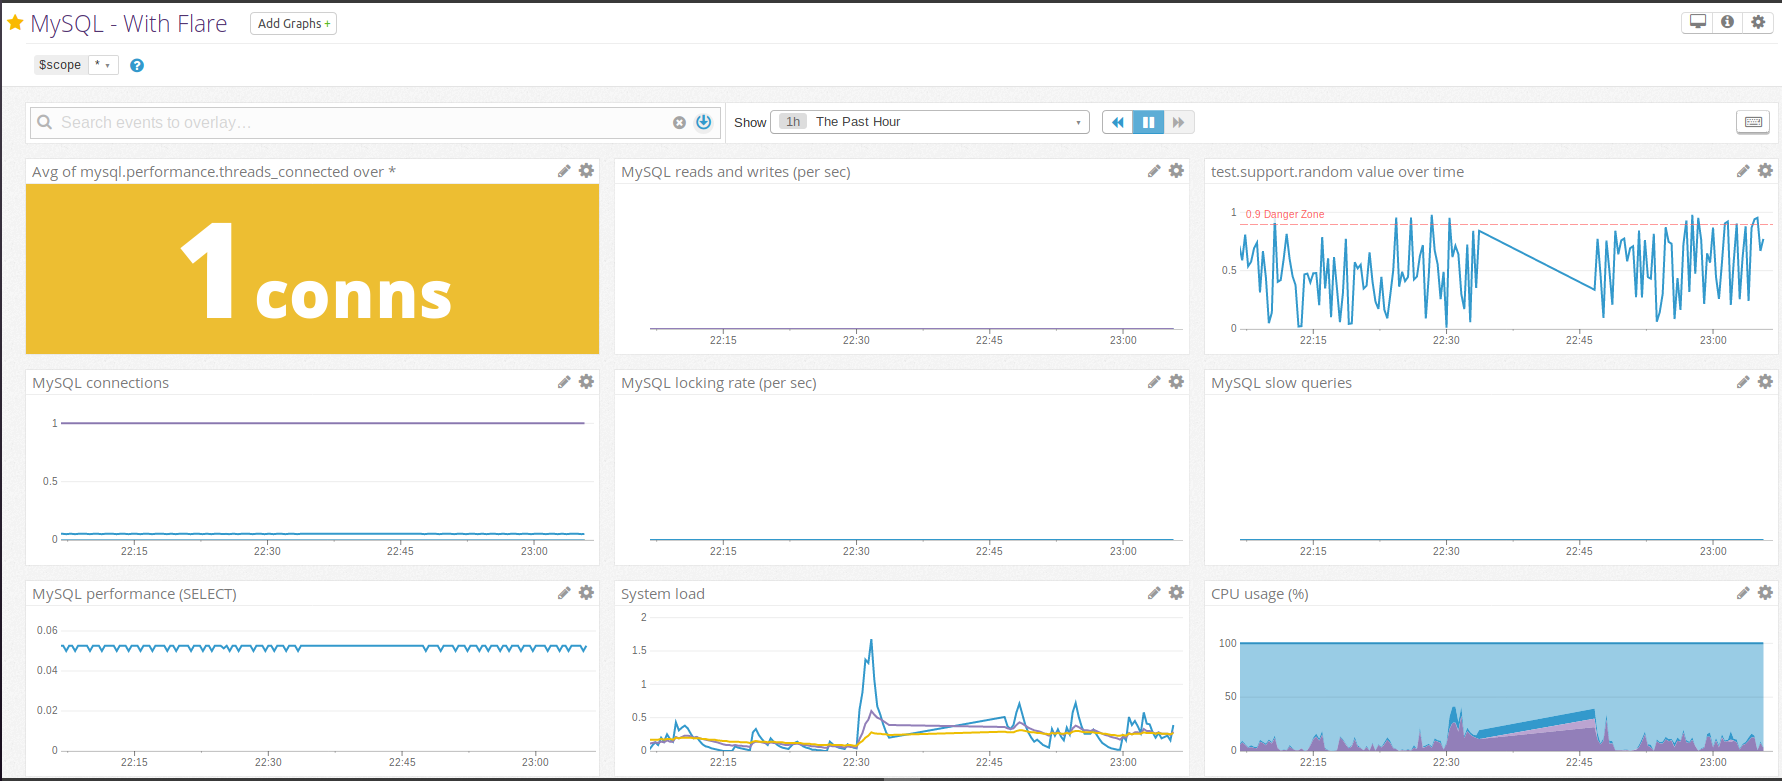 MySQL - With Flare
Add Graphs +
$scope *
Search events to overlay…
Show 1h The Past Hour
Avg of mysql.performance.threads_connected over *
1 conns
MySQL reads and writes (per sec)
22:15 22:30 22:45 23:00
test.support.random value over time
1
0.9 Danger Zone
0.5
0
22:15 22:30 22:45 23:00
MySQL connections
1
0.5
0
22:15 22:30 22:45 23:00
MySQL locking rate (per sec)
22:15 22:30 22:45 23:00
MySQL slow queries
22:15 22:30 22:45 23:00
MySQL performance (SELECT)
0.06
0.04
0.02
0
22:15 22:30 22:45 23:00
System load
2
1.5
1
0.5
0
22:15 22:30 22:45 23:00
CPU usage (%)
100
50
0
22:15 22:30 22:45 23:00